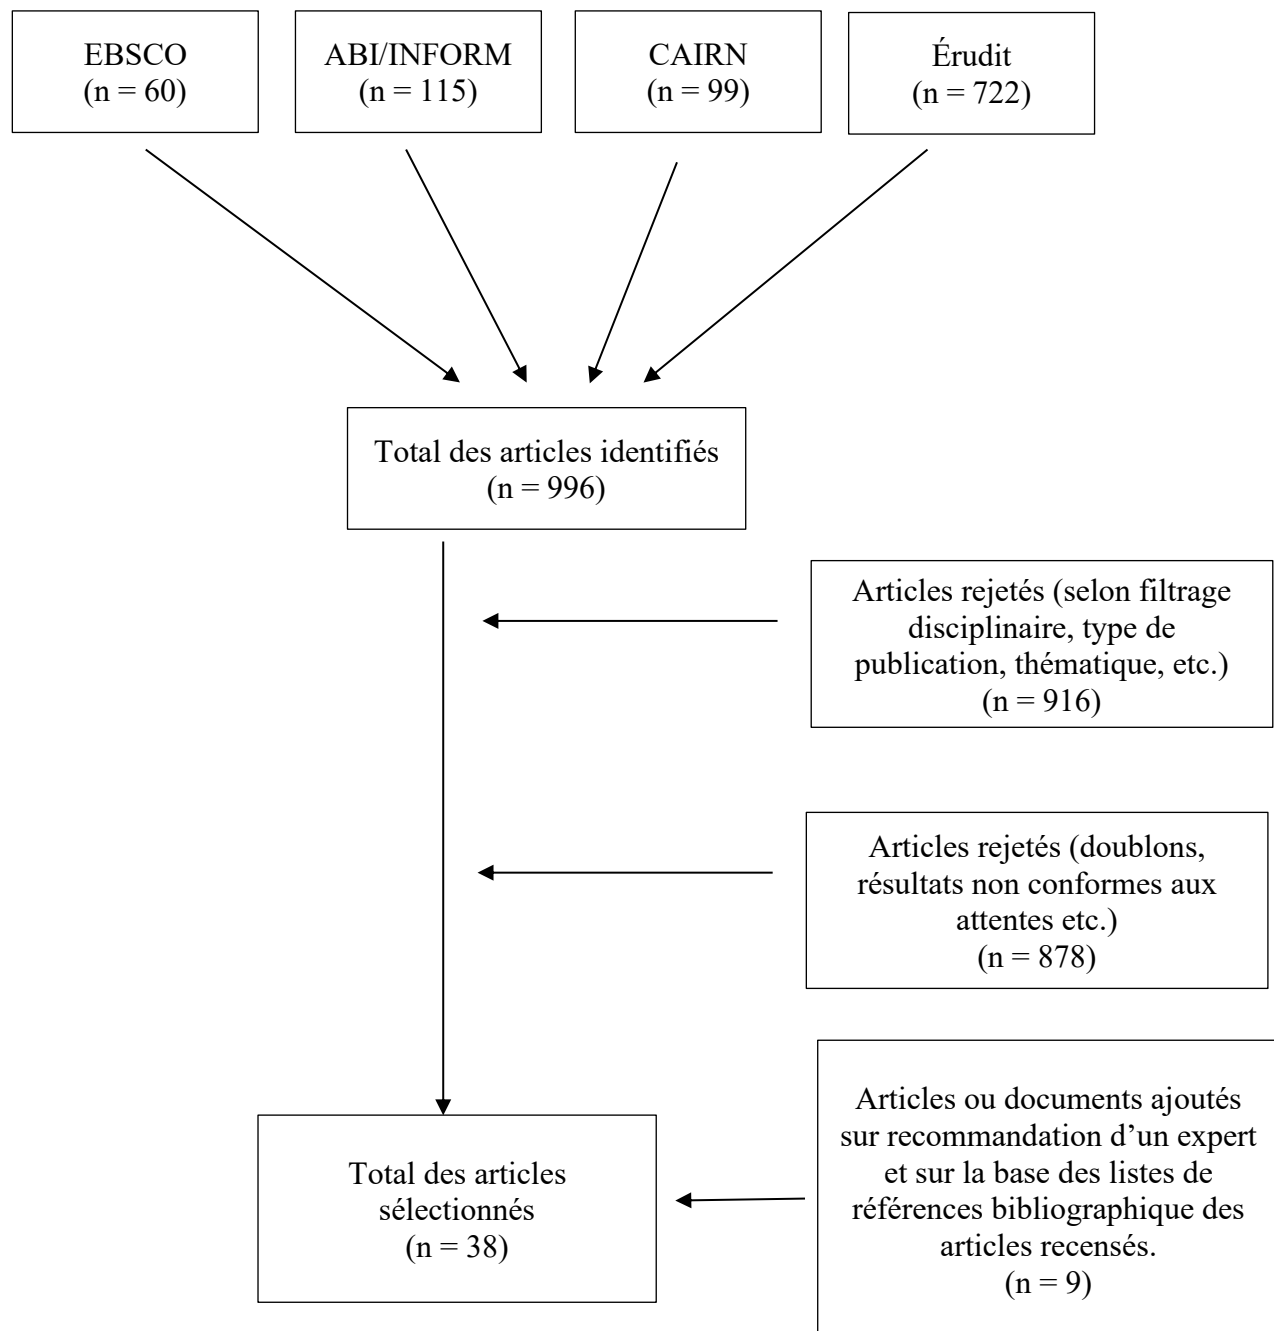 EBSCO
(n = 60)
ABI/INFORM
(n = 115)
CAIRN
(n = 99)
Érudit
(n = 722)
Total des articles identifiés
(n = 996)
Articles rejetés (selon filtrage
disciplinaire, type de
publication, thématique, etc.)
(n = 916)
Articles rejetés (doublons,
résultats non conformes aux
attentes etc.)
(n = 878)
Articles ou documents ajoutés
sur recommandation d’un expert
et sur la base des listes de
références bibliographique des
articles recensés.
(n = 9)
Total des articles
sélectionnés
(n = 38)